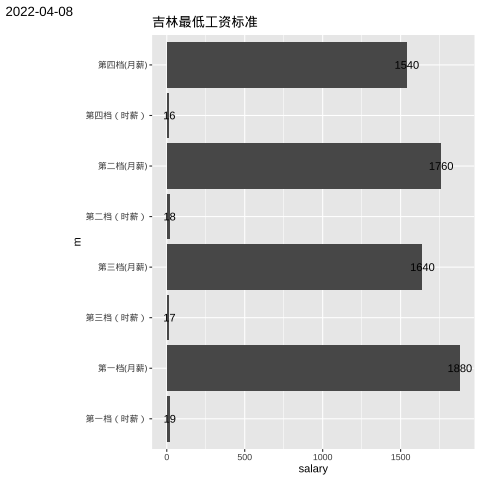 2022-04-08
吉林最低工资标准
第四档(月薪) 1540
第四档（时薪） 16
第二档(月薪) 1760
第二档（时薪） 18
第三档(月薪) 1640
第三档（时薪） 17
第一档(月薪) 1880
第一档（时薪） 19
m
0 500 1000 1500
salary